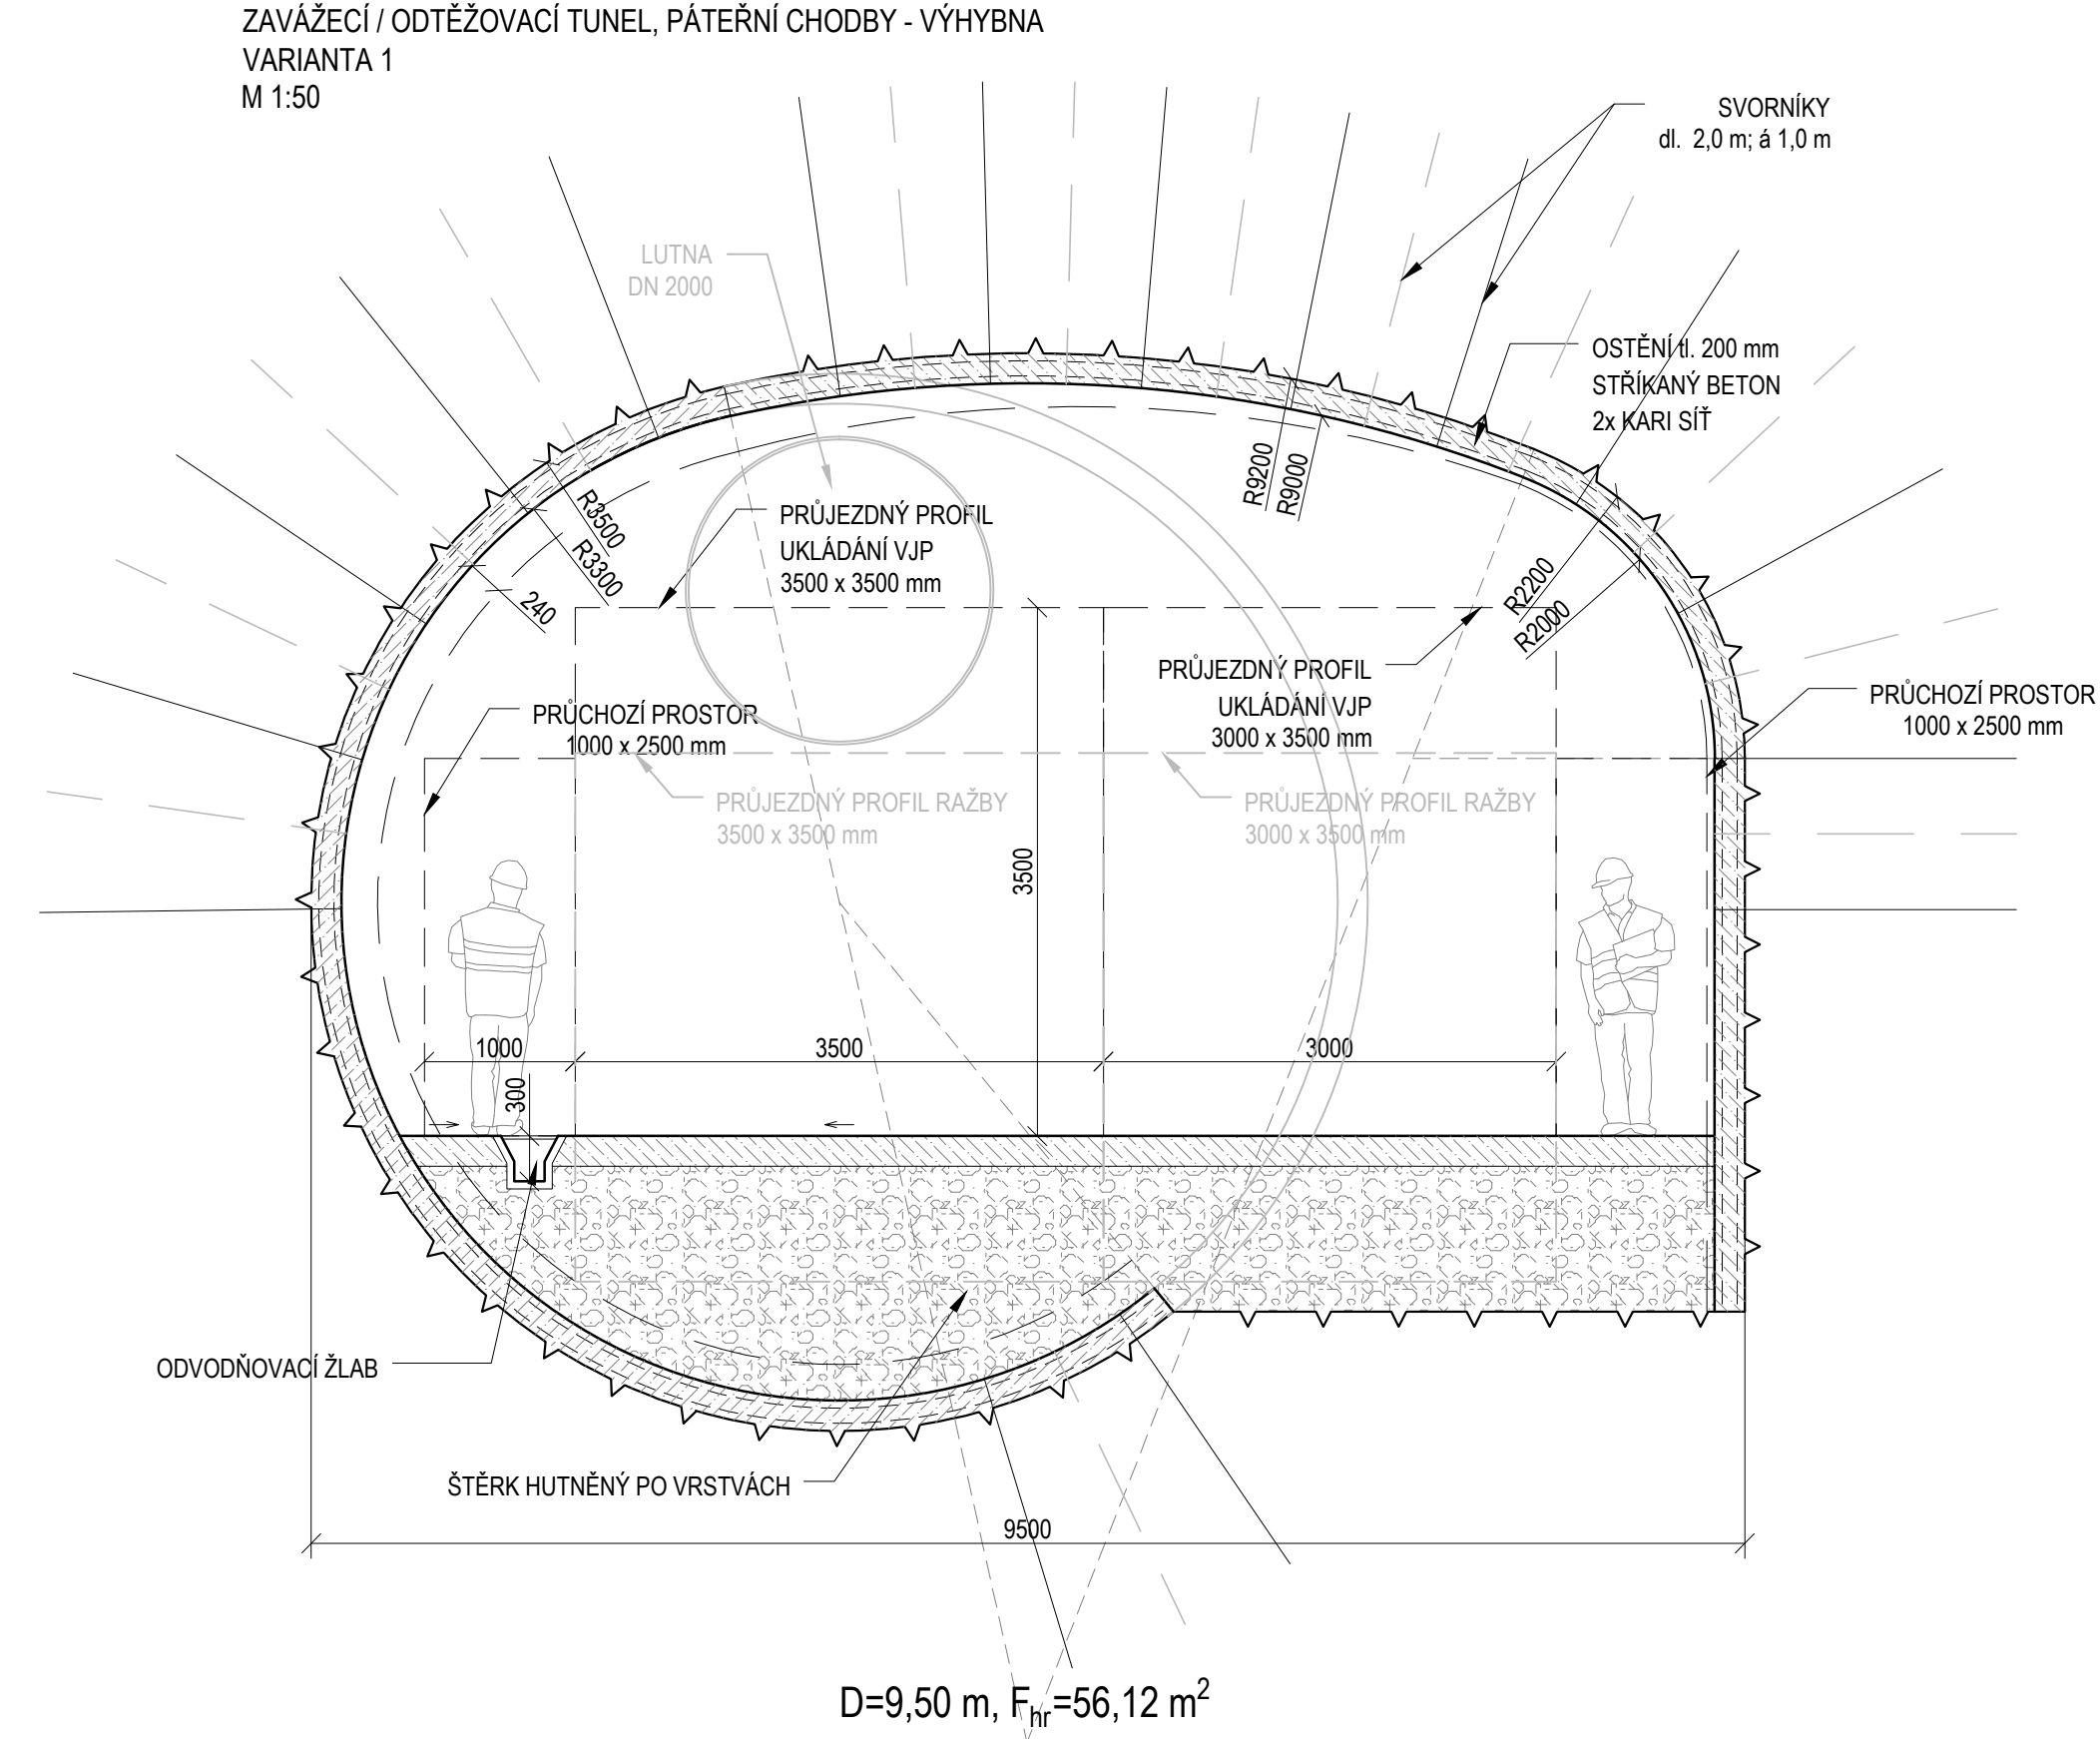 ZAVÁŽECÍ / ODTĚŽOVACÍ TUNEL, PÁTEŘNÍ CHODBY - VÝHYBNA
VARIANTA 1
M 1:50
SVORNÍKY
dl. 2,0 m; á 1,0 m
LUTNA
DN 2000
OSTĚNÍ tl. 200 mm
STŘÍKANÝ BETON
2x KARI SÍŤ
R9200
R9000
R3500
R3300
240
PRŮJEZDNÝ PROFIL
UKLÁDÁNÍ VJP
3500 x 3500 mm
R2200
R2000
PRŮJEZDNÝ PROFIL
UKLÁDÁNÍ VJP
3000 x 3500 mm
PRŮCHOZÍ PROSTOR
1000 x 2500 mm
PRŮCHOZÍ PROSTOR
1000 x 2500 mm
PRŮJEZDNÝ PROFIL RAŽBY
3500 x 3500 mm
PRŮJEZDNÝ PROFIL RAŽBY
3000 x 3500 mm
3500
1000
3500
3000
300
ODVODŇOVACÍ ŽLAB
ŠTĚRK HUTNĚNÝ PO VRSTVÁCH
9500
D=9,50 m, Fhr=56,12 m²